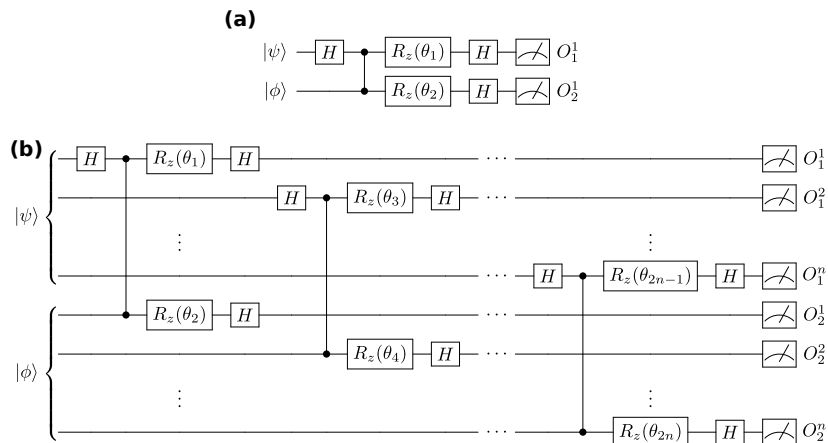 (a)
|ψ⟩ H R_z(θ_1) H O_1^1
|ϕ⟩ R_z(θ_2) H O_2^1
(b)
H R_z(θ_1) H ⋯ O_1^1
H R_z(θ_3) H ⋯ O_1^2
|ψ⟩ ⋮ ⋮
⋯ H R_z(θ_{2n−1}) H O_1^n
R_z(θ_2) H ⋯ O_2^1
R_z(θ_4) H ⋯ O_2^2
|ϕ⟩ ⋮ ⋮
⋯ R_z(θ_{2n}) H O_2^n